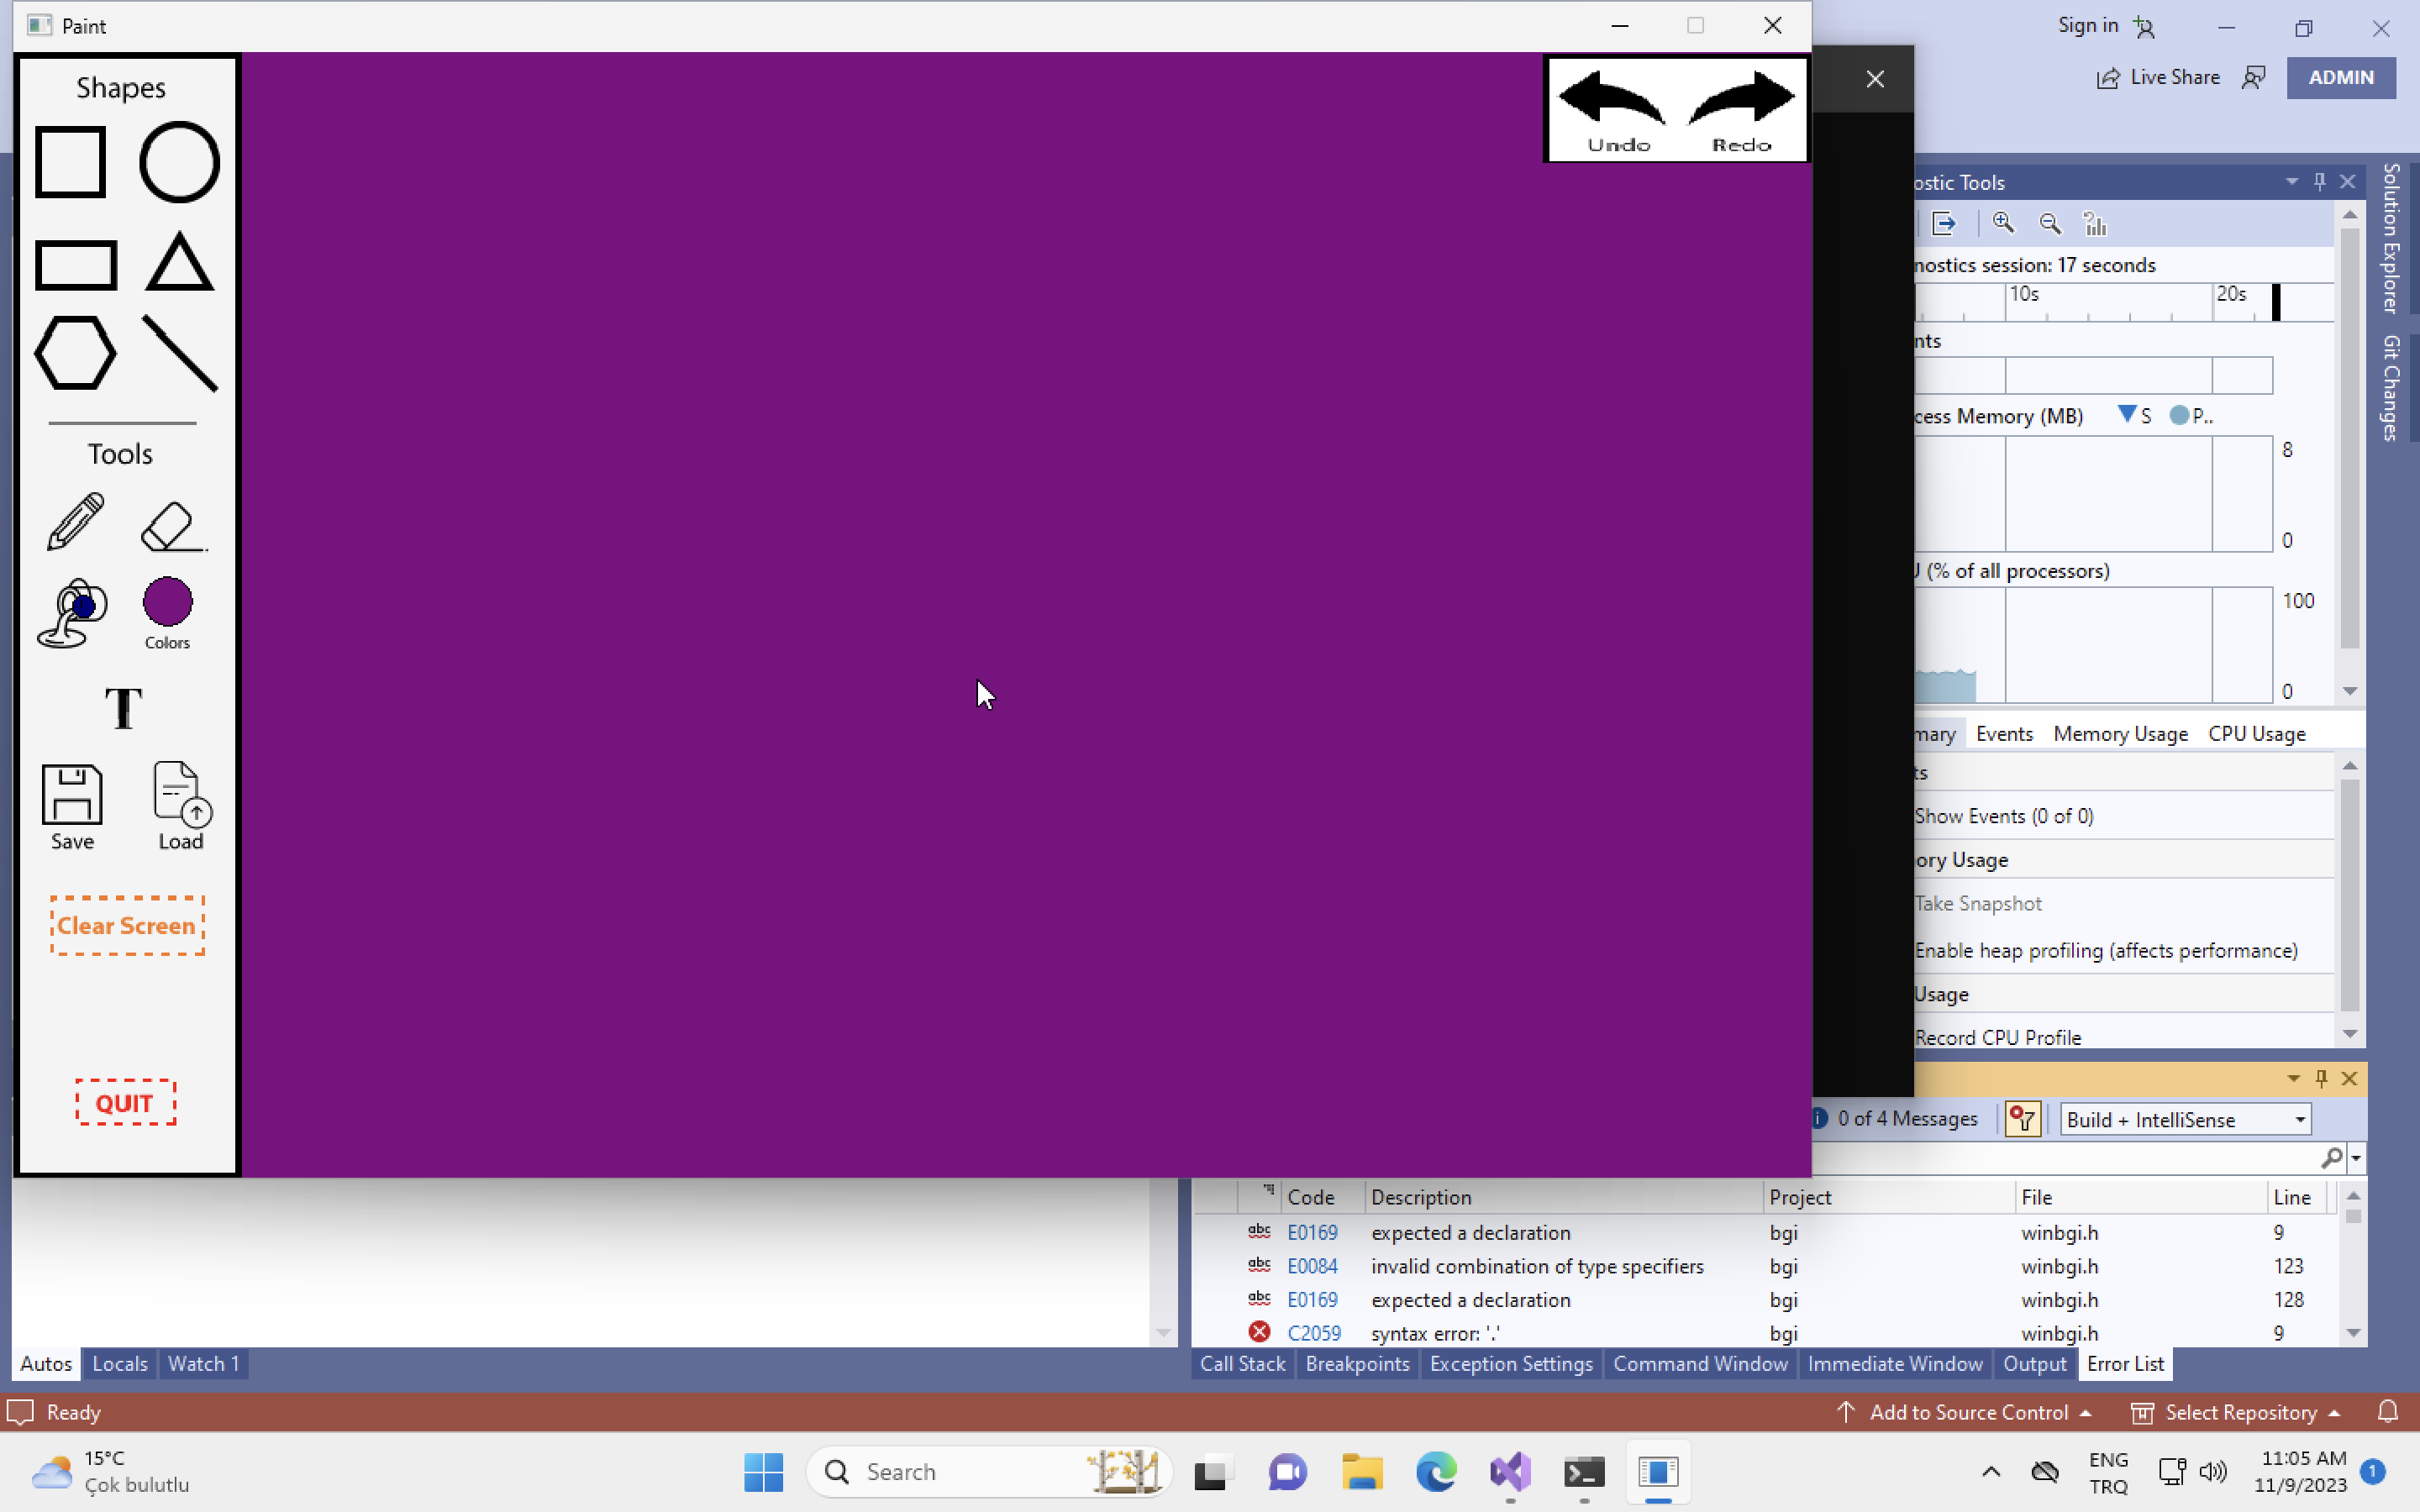 Paint
Sign in
Live Share
ADMIN
Shapes
Undo
Redo
Tools
Colors
T
Save
Load
Clear Screen
QUIT
ostic Tools
nostics session: 17 seconds
10s
20s
nts
cess Memory (MB)
S
P..
8
0
(% of all processors)
100
0
mary
Events
Memory Usage
CPU Usage
ts
Show Events (0 of 0)
ory Usage
Take Snapshot
Enable heap profiling (affects performance)
Usage
Record CPU Profile
Solution Explorer
Git Changes
0 of 4 Messages
Build + IntelliSense
Code Description Project File Line
abc E0169 expected a declaration bgi winbgi.h 9
abc E0084 invalid combination of type specifiers bgi winbgi.h 123
abc E0169 expected a declaration bgi winbgi.h 128
C2059 syntax error: '.' bgi winbgi.h 9
Autos Locals Watch 1
Call Stack Breakpoints Exception Settings Command Window Immediate Window Output Error List
Ready
Add to Source Control
Select Repository
15°C
Çok bulutlu
Search
ENG
TRQ
11:05 AM
11/9/2023
1